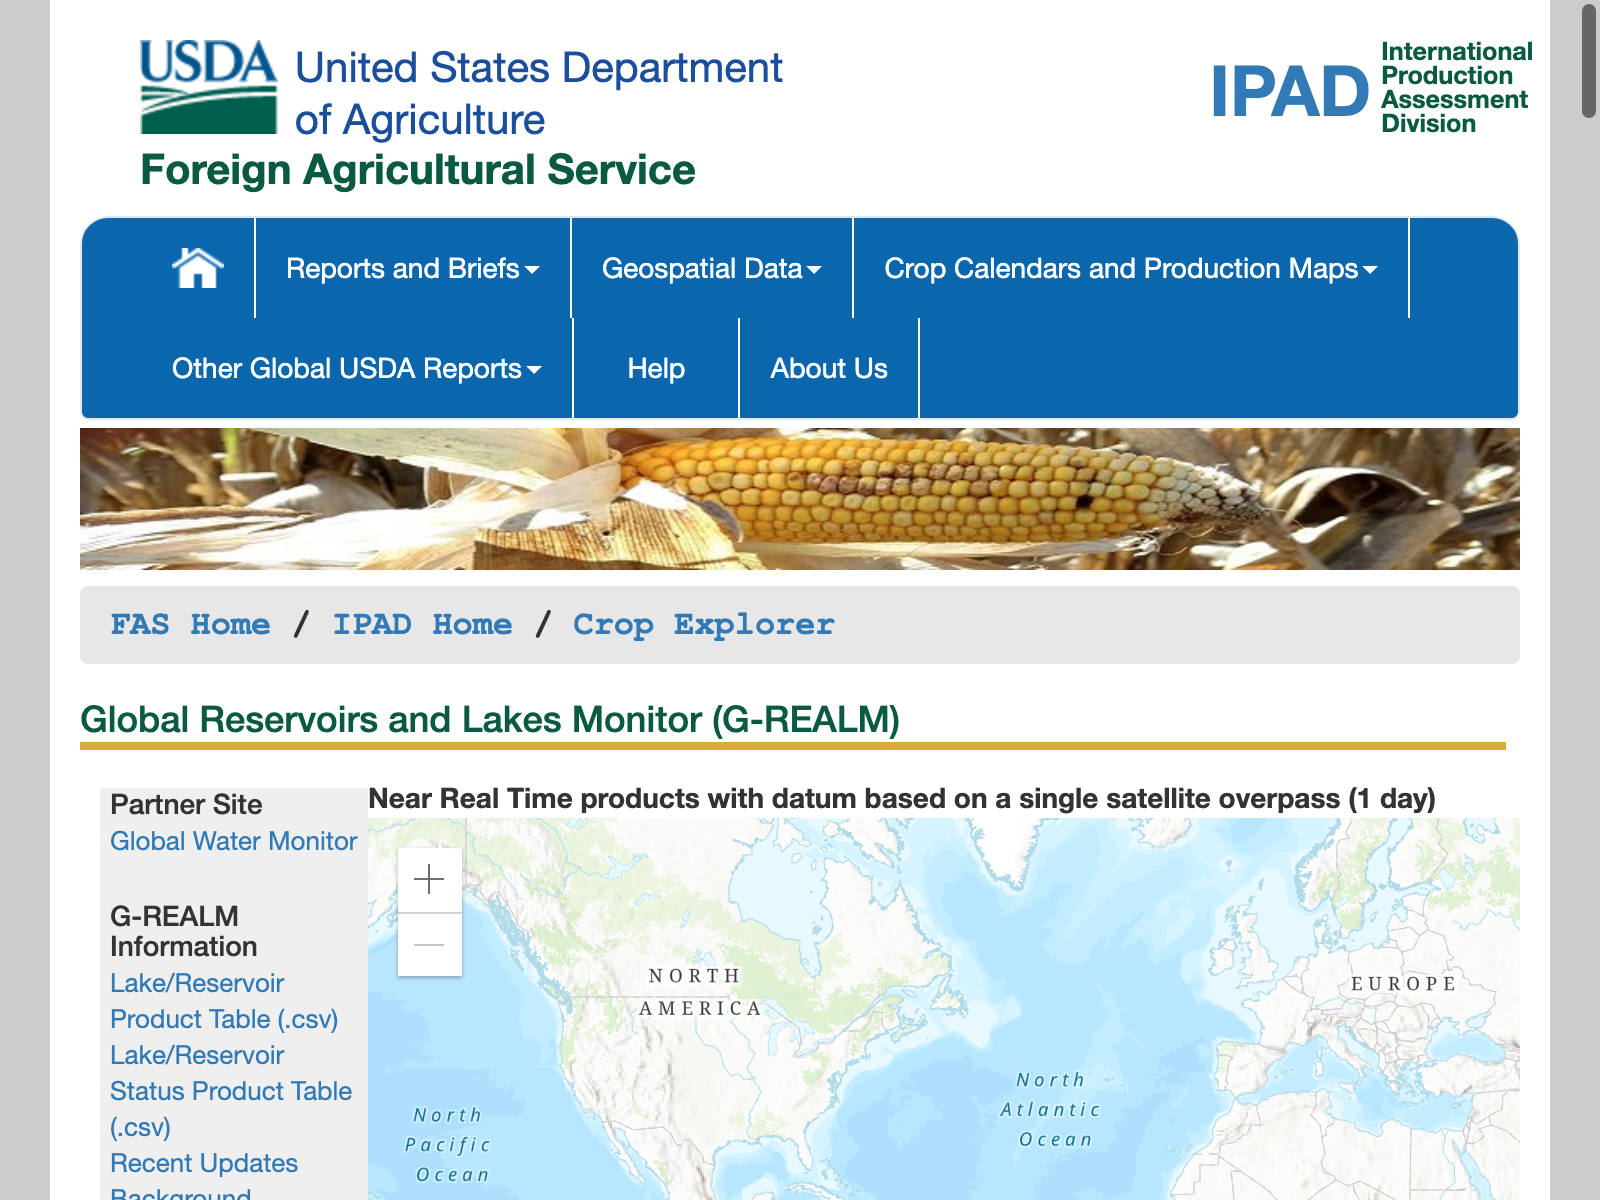 USDA
United States Department
of Agriculture
Foreign Agricultural Service
IPAD
International
Production
Assessment
Division
Reports and Briefs
Geospatial Data
Crop Calendars and Production Maps
Other Global USDA Reports
Help
About Us
FAS Home / IPAD Home / Crop Explorer
Global Reservoirs and Lakes Monitor (G-REALM)
Partner Site
Global Water Monitor
G-REALM
Information
Lake/Reservoir
Product Table (.csv)
Lake/Reservoir
Status Product Table
(.csv)
Recent Updates
Background
Near Real Time products with datum based on a single satellite overpass (1 day)
NORTH
AMERICA
EUROPE
North
Atlantic
Ocean
North
Pacific
Ocean